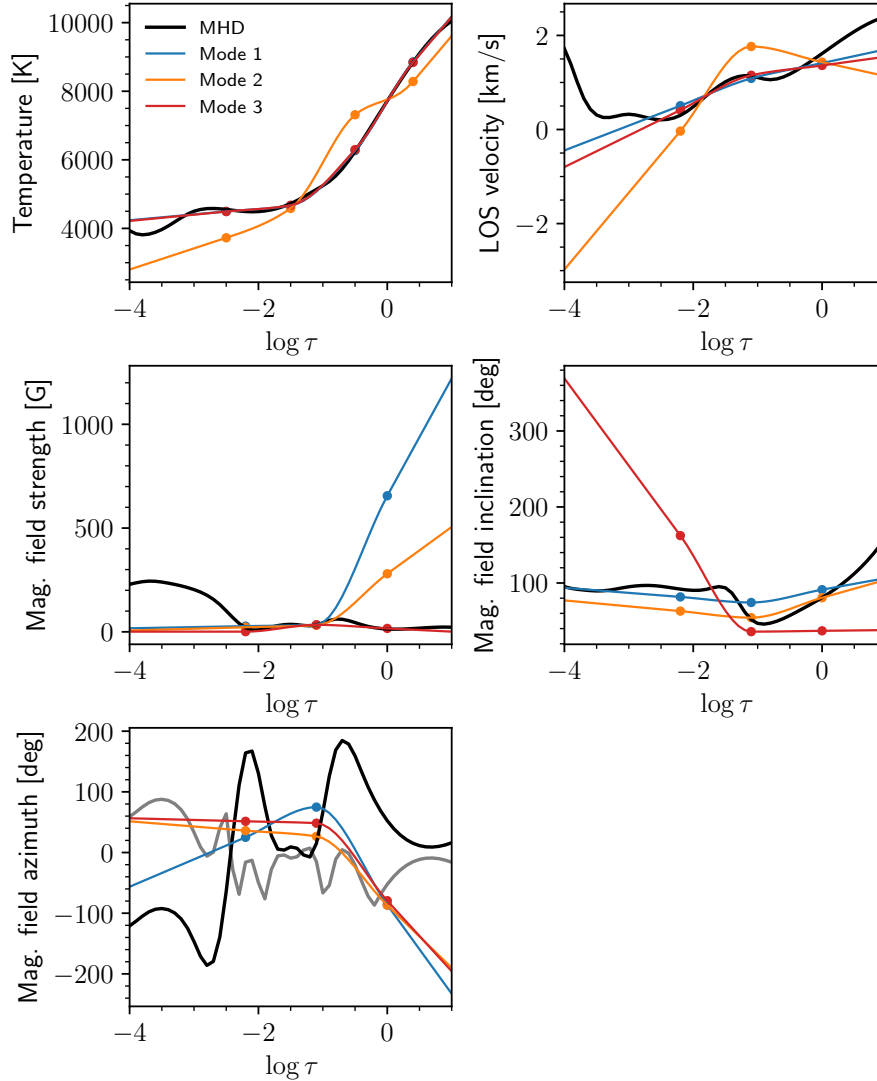 Temperature [K]
10000
8000
6000
4000
MHD
Mode 1
Mode 2
Mode 3
−4
−2
0
log τ
LOS velocity [km/s]
2
0
−2
−4
−2
0
log τ
Mag. field strength [G]
1000
500
0
−4
−2
0
log τ
Mag. field inclination [deg]
300
200
100
−4
−2
0
log τ
Mag. field azimuth [deg]
200
100
0
−100
−200
−4
−2
0
log τ